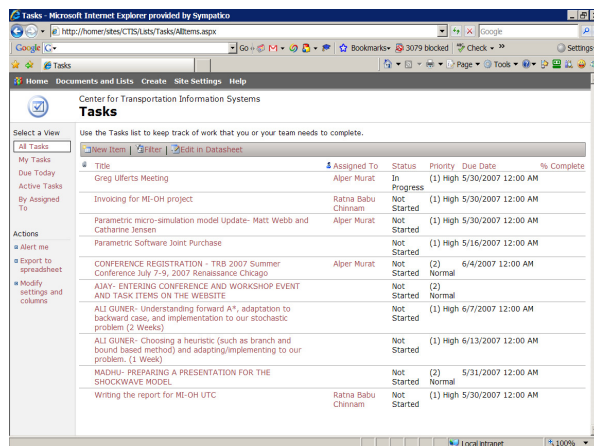 Tasks - Microsoft Internet Explorer provided by Sympatico
http://homer/sites/CTIS/Lists/Tasks/AllItems.aspx
Google
Google G Go Bookmarks 3079 blocked Check Settings
Tasks Page Tools
Home Documents and Lists Create Site Settings Help
Center for Transportation Information Systems
Tasks
Select a View
All Tasks
My Tasks
Due Today
Active Tasks
By Assigned
To
Actions
Alert me
Export to
spreadsheet
Modify
settings and
columns
Use the Tasks list to keep track of work that you or your team needs to complete.
New Item | Filter | Edit in Datasheet
Title Assigned To Status Priority Due Date % Complete
Greg Ulferts Meeting Alper Murat In (1) High 5/30/2007 12:00 AM
Progress
Invoicing for MI-OH project Ratna Babu Not (1) High 5/30/2007 12:00 AM
Chinnam Started
Parametric micro-simulation model Update- Matt Webb and Alper Murat Not (1) High 5/30/2007 12:00 AM
Catharine Jensen Started
Parametric Software Joint Purchase Not (1) High 5/16/2007 12:00 AM
Started
CONFERENCE REGISTRATION - TRB 2007 Summer Alper Murat Not (2) 6/4/2007 12:00 AM
Conference July 7-9, 2007 Renaissance Chicago Started Normal
AJAY- ENTERING CONFERENCE AND WORKSHOP EVENT Not (2)
AND TASK ITEMS ON THE WEBSITE Started Normal
ALI GUNER- Understanding forward A*, adaptation to Not (1) High 6/7/2007 12:00 AM
backward case, and implementation to our stochastic Started
problem (2 Weeks)
ALI GUNER- Choosing a heuristic (such as branch and Not (1) High 6/13/2007 12:00 AM
bound based method) and adapting/implementing to our Started
problem. (1 Week)
MADHU- PREPARING A PRESENTATION FOR THE Not (2) 5/31/2007 12:00 AM
SHOCKWAVE MODEL Started Normal
Writing the report for MI-OH UTC Ratna Babu Not (1) High 5/30/2007 12:00 AM
Chinnam Started
Local intranet 100%